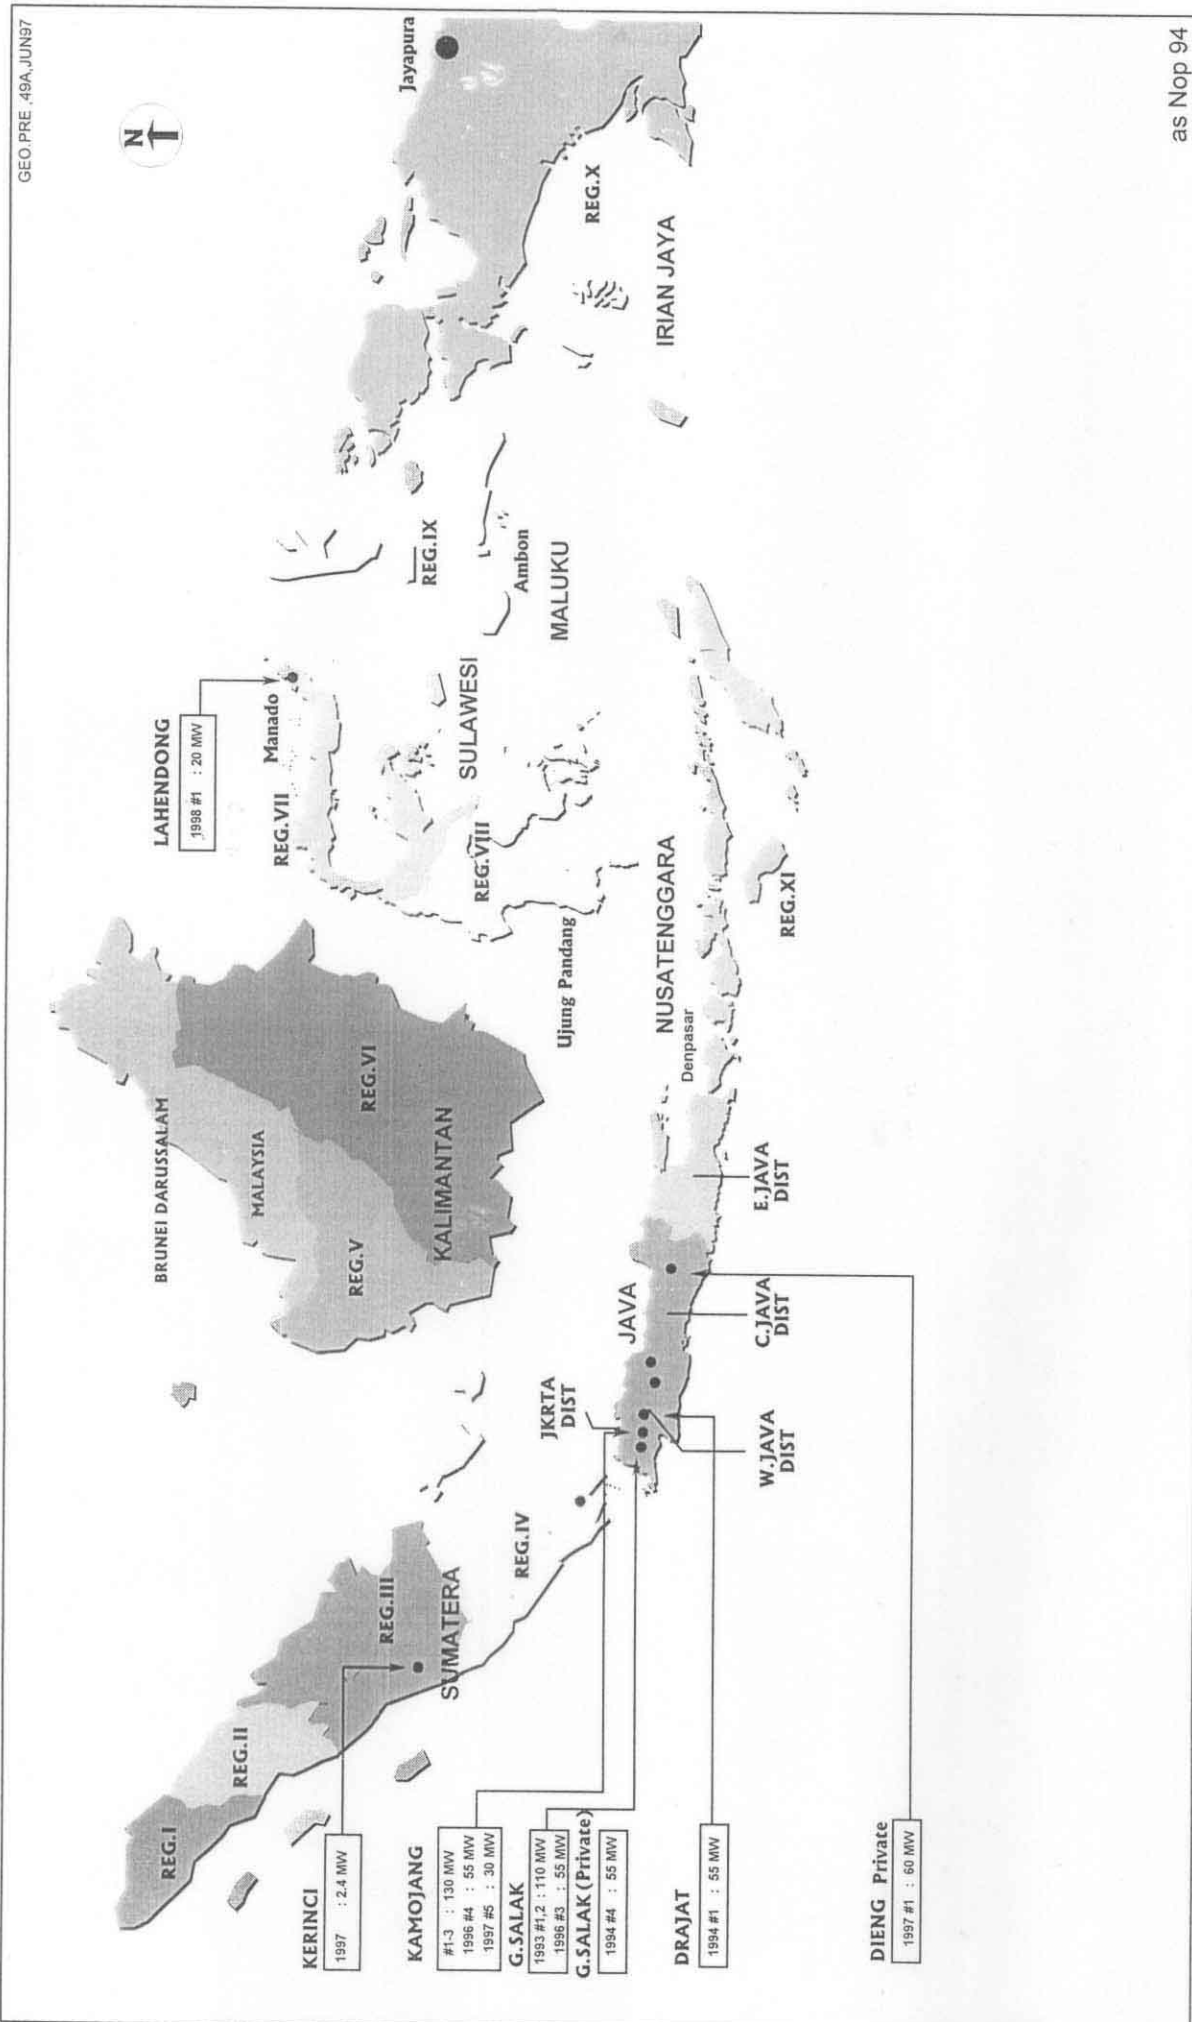 GEO.PRE .49A,JUN97
N
BRUNEI DARUSSALAM
MALAYSIA
REG.V
REG.VI
KALIMANTAN
LAHENDONG
1998 #1 : 20 MW
Manado
REG.VII
SULAWESI
REG.VIII
Ujung Pandang
REG.IX
Ambon
MALUKU
Jayapura
REG.X
IRIAN JAYA
REG.I
REG.II
REG.III
SUMATERA
REG.IV
KERINCI
1997 : 2.4 MW
KAMOJANG
#1-3 : 130 MW
1996 #4 : 55 MW
1997 #5 : 30 MW
G.SALAK
1993 #1,2 : 110 MW
1996 #3 : 55 MW
G.SALAK (Private)
1994 #4 : 55 MW
DRAJAT
1994 #1 : 55 MW
DIENG Private
1997 #1 : 60 MW
JKRTA
DIST
JAVA
W.JAVA
DIST
C.JAVA
DIST
E.JAVA
DIST
NUSATENGGARA
Denpasar
REG.XI
as Nop 94